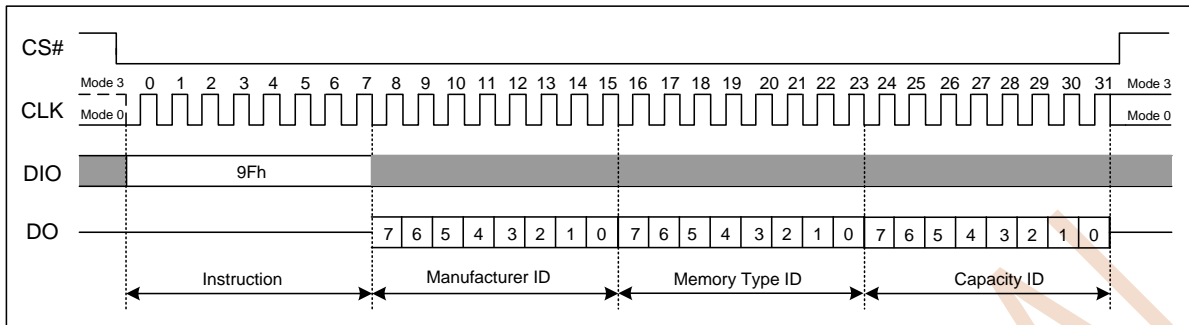 CS#
Mode 3 0 1 2 3 4 5 6 7 8 9 10 11 12 13 14 15 16 17 18 19 20 21 22 23 24 25 26 27 28 29 30 31 Mode 3
CLK
Mode 0 Mode 0
DIO 9Fh
DO 7 6 5 4 3 2 1 0 7 6 5 4 3 2 1 0 7 6 5 4 3 2 1 0
Instruction Manufacturer ID Memory Type ID Capacity ID